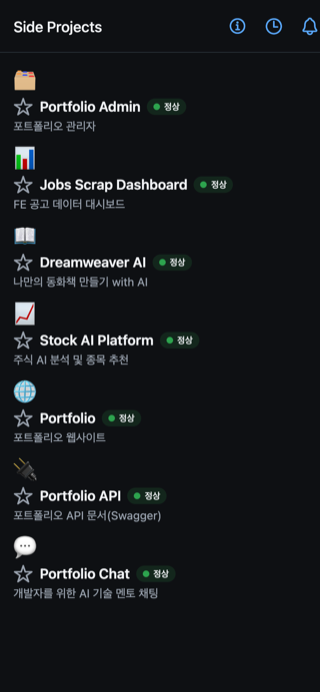 Side Projects
Portfolio Admin 정상
포트폴리오 관리자
Jobs Scrap Dashboard 정상
FE 공고 데이터 대시보드
Dreamweaver AI 정상
나만의 동화책 만들기 with AI
Stock AI Platform 정상
주식 AI 분석 및 종목 추천
Portfolio 정상
포트폴리오 웹사이트
Portfolio API 정상
포트폴리오 API 문서(Swagger)
Portfolio Chat 정상
개발자를 위한 AI 기술 멘토 채팅